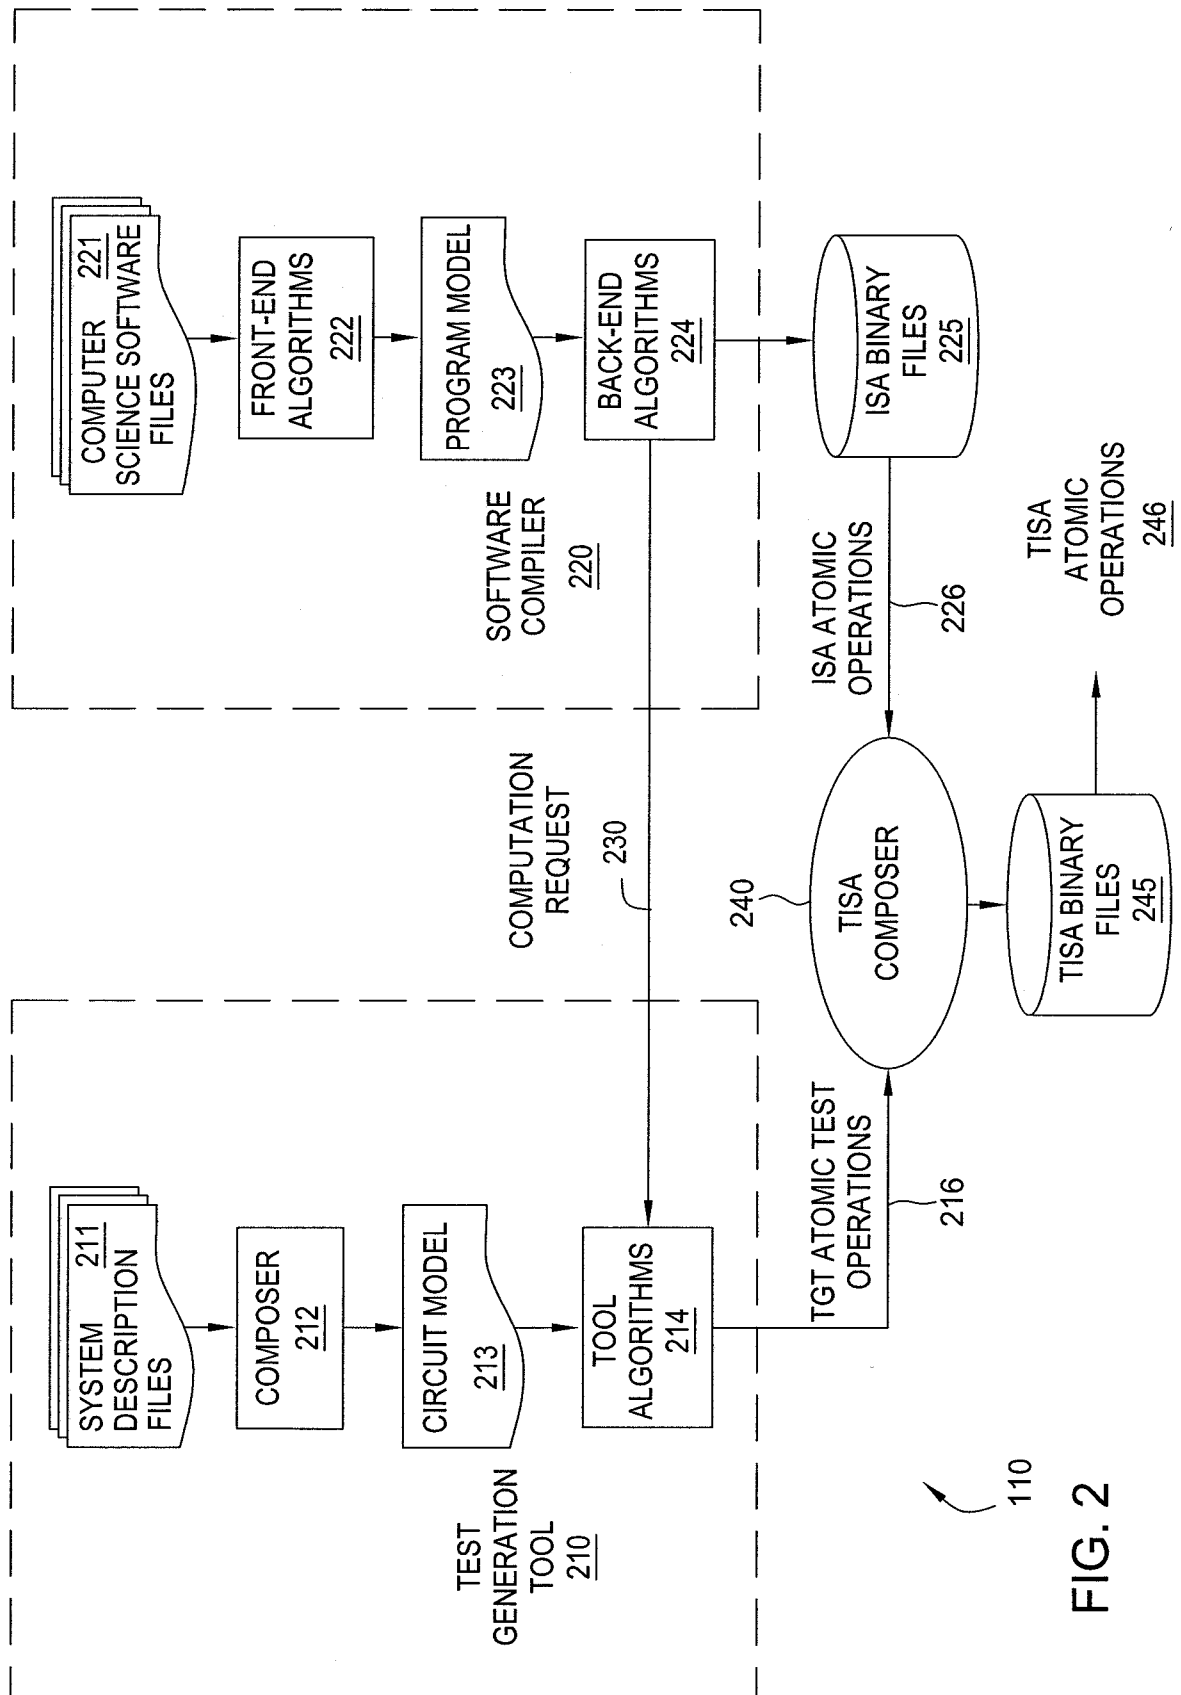 SYSTEM
DESCRIPTION
FILES
211
COMPOSER
212
CIRCUIT MODEL
213
TOOL
ALGORITHMS
214
TEST
GENERATION
TOOL
210
COMPUTER
SCIENCE SOFTWARE
FILES
221
FRONT-END
ALGORITHMS
222
PROGRAM MODEL
223
BACK-END
ALGORITHMS
224
SOFTWARE
COMPILER
220
COMPUTATION
REQUEST
230
TGT ATOMIC TEST
OPERATIONS
216
240
TISA
COMPOSER
ISA ATOMIC
OPERATIONS
226
ISA BINARY
FILES
225
TISA BINARY
FILES
245
TISA
ATOMIC
OPERATIONS
246
110
FIG. 2